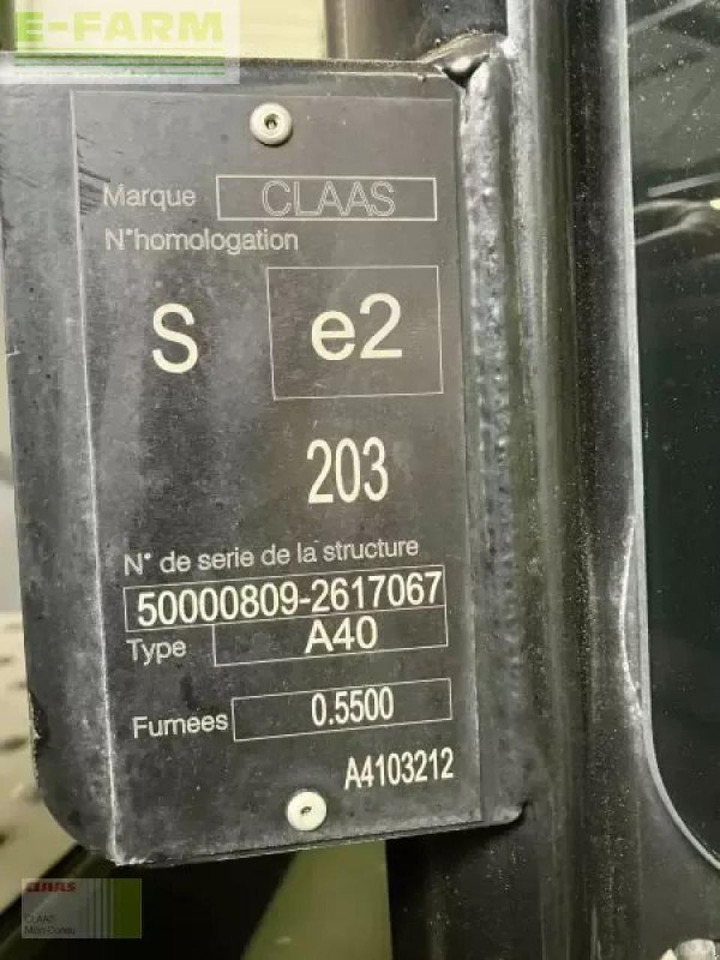 E-FARM
Marque CLAAS
N°homologation
S e2
203
N° de serie de la structure
50000809-2617067
Type A40
Fumees 0.5500
A4103212
CLAAS
CLAAS